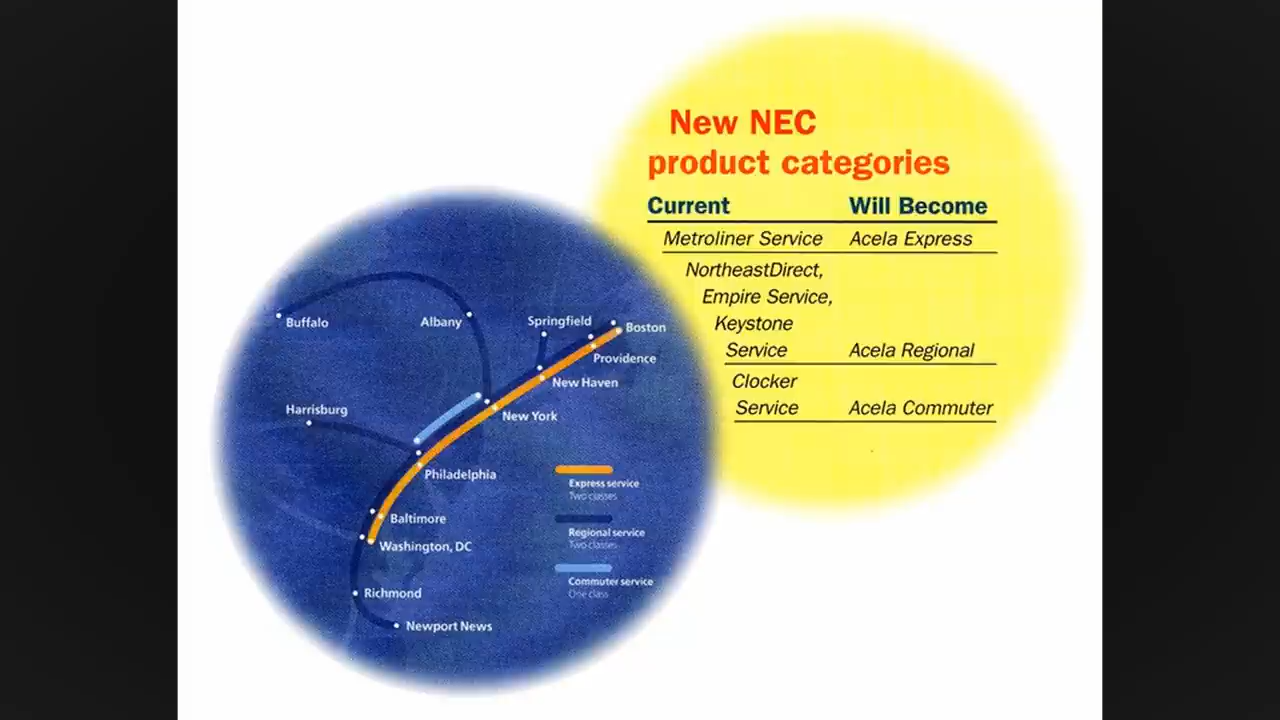 New NEC
product categories
Current Will Become
Metroliner Service Acela Express
NortheastDirect,
Empire Service,
Keystone
Service Acela Regional
Clocker
Service Acela Commuter
Buffalo
Albany
Springfield
Boston
Providence
New Haven
Harrisburg
New York
Philadelphia
Baltimore
Washington, DC
Richmond
Newport News
Express service
Two classes
Regional service
Two classes
Commuter service
One class